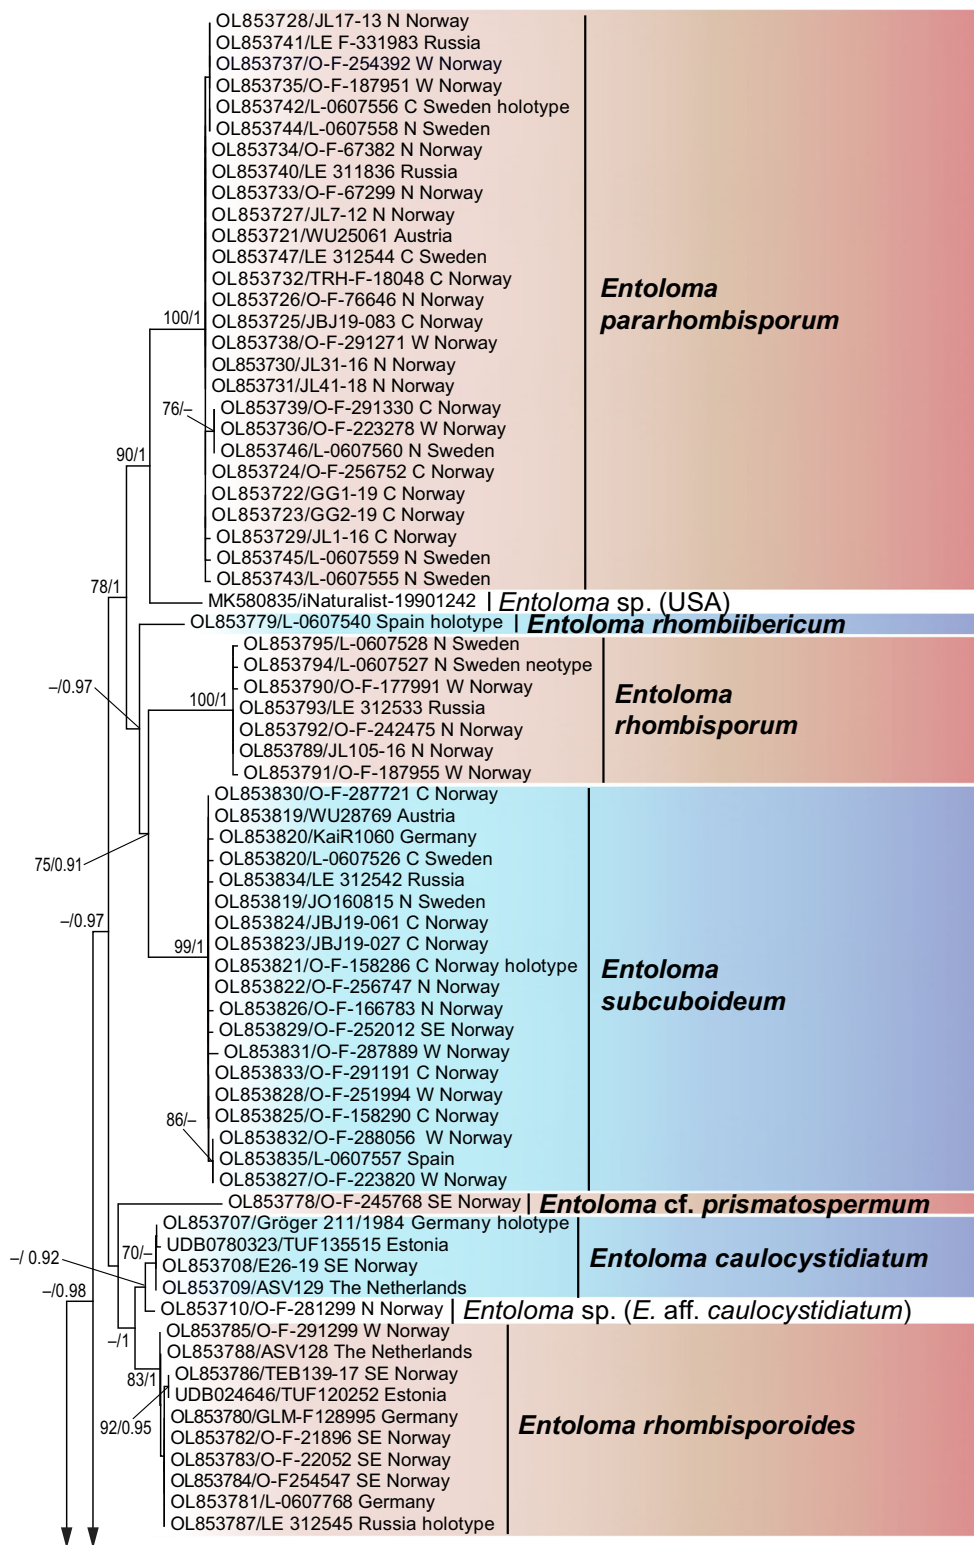 OL853728/JL17-13 N Norway
OL853741/LE F-331983 Russia
OL853737/O-F-254392 W Norway
OL853735/O-F-187951 W Norway
OL853742/L-0607556 C Sweden holotype
OL853744/L-0607558 N Sweden
OL853734/O-F-67382 N Norway
OL853740/LE 311836 Russia
OL853733/O-F-67299 N Norway
OL853727/JL7-12 N Norway
OL853721/WU25061 Austria
OL853747/LE 312544 C Sweden
OL853732/TRH-F-18048 C Norway
OL853726/O-F-76646 N Norway
OL853725/JBJ19-083 C Norway
OL853738/O-F-291271 W Norway
OL853730/JL31-16 N Norway
OL853731/JL41-18 N Norway
OL853739/O-F-291330 C Norway
OL853736/O-F-223278 W Norway
OL853746/L-0607560 N Sweden
OL853724/O-F-256752 C Norway
OL853722/GG1-19 C Norway
OL853723/GG2-19 C Norway
OL853729/JL1-16 C Norway
OL853745/L-0607559 N Sweden
OL853743/L-0607555 N Sweden
Entoloma
pararhombisporum
100/1
76/–
90/1
78/1
MK580835/iNaturalist-19901242
Entoloma sp. (USA)
OL853779/L-0607540 Spain holotype
Entoloma rhombiibericum
–/0.97
OL853795/L-0607528 N Sweden
OL853794/L-0607527 N Sweden neotype
OL853790/O-F-177991 W Norway
OL853793/LE 312533 Russia
OL853792/O-F-242475 N Norway
OL853789/JL105-16 N Norway
OL853791/O-F-187955 W Norway
100/1
Entoloma
rhombisporum
75/0.91
OL853830/O-F-287721 C Norway
OL853819/WU28769 Austria
OL853820/KaiR1060 Germany
OL853820/L-0607526 C Sweden
OL853834/LE 312542 Russia
OL853819/JO160815 N Sweden
OL853824/JBJ19-061 C Norway
OL853823/JBJ19-027 C Norway
OL853821/O-F-158286 C Norway holotype
OL853822/O-F-256747 N Norway
OL853826/O-F-166783 N Norway
OL853829/O-F-252012 SE Norway
OL853831/O-F-287889 W Norway
OL853833/O-F-291191 C Norway
OL853828/O-F-251994 W Norway
OL853825/O-F-158290 C Norway
OL853832/O-F-288056 W Norway
OL853835/L-0607557 Spain
OL853827/O-F-223820 W Norway
–/0.97
99/1
86/–
Entoloma
subcuboideum
OL853778/O-F-245768 SE Norway
Entoloma cf. prismatospermum
OL853707/Gröger 211/1984 Germany holotype
UDB0780323/TUF135515 Estonia
OL853708/E26-19 SE Norway
OL853709/ASV129 The Netherlands
70/–
–/ 0.92
–/0.98
Entoloma caulocystidiatum
OL853710/O-F-281299 N Norway
Entoloma sp. (E. aff. caulocystidiatum)
–/1
OL853785/O-F-291299 W Norway
OL853788/ASV128 The Netherlands
OL853786/TEB139-17 SE Norway
UDB024646/TUF120252 Estonia
OL853780/GLM-F128995 Germany
OL853782/O-F-21896 SE Norway
OL853783/O-F-22052 SE Norway
OL853784/O-F254547 SE Norway
OL853781/L-0607768 Germany
OL853787/LE 312545 Russia holotype
83/1
92/0.95
Entoloma rhombisporoides